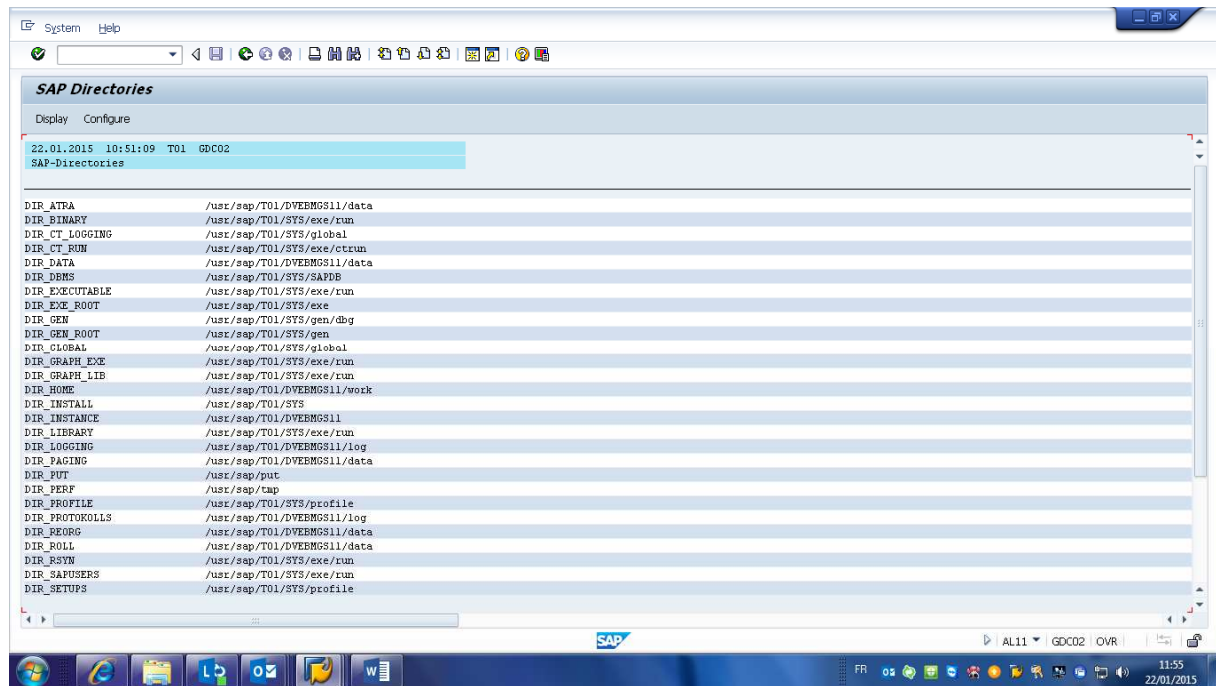 System Help
SAP Directories
Display Configure
22.01.2015 10:51:09 T01 GDC02
SAP-Directories
DIR_ATRA /usr/sap/T01/DVEBMGS11/data
DIR_BINARY /usr/sap/T01/SYS/exe/run
DIR_CT_LOGGING /usr/sap/T01/SYS/global
DIR_CT_RUN /usr/sap/T01/SYS/exe/ctrun
DIR_DATA /usr/sap/T01/DVEBMGS11/data
DIR_DBMS /usr/sap/T01/SYS/SAPDB
DIR_EXECUTABLE /usr/sap/T01/SYS/exe/run
DIR_EXE_ROOT /usr/sap/T01/SYS/exe
DIR_GEN /usr/sap/T01/SYS/gen/dbg
DIR_GEN_ROOT /usr/sap/T01/SYS/gen
DIR_GLOBAL /usr/sap/T01/SYS/global
DIR_GRAPH_EXE /usr/sap/T01/SYS/exe/run
DIR_GRAPH_LIB /usr/sap/T01/SYS/exe/run
DIR_HOME /usr/sap/T01/DVEBMGS11/work
DIR_INSTALL /usr/sap/T01/SYS
DIR_INSTANCE /usr/sap/T01/DVEBMGS11
DIR_LIBRARY /usr/sap/T01/SYS/exe/run
DIR_LOGGING /usr/sap/T01/DVEBMGS11/log
DIR_PAGING /usr/sap/T01/DVEBMGS11/data
DIR_PUT /usr/sap/put
DIR_PERF /usr/sap/tmp
DIR_PROFILE /usr/sap/T01/SYS/profile
DIR_PROTOKOLLS /usr/sap/T01/DVEBMGS11/log
DIR_REORG /usr/sap/T01/DVEBMGS11/data
DIR_ROLL /usr/sap/T01/DVEBMGS11/data
DIR_RSYN /usr/sap/T01/SYS/exe/run
DIR_SAPUSERS /usr/sap/T01/SYS/exe/run
DIR_SETUPS /usr/sap/T01/SYS/profile
SAP AL11 GDC02 OVR
FR 11:55
22/01/2015